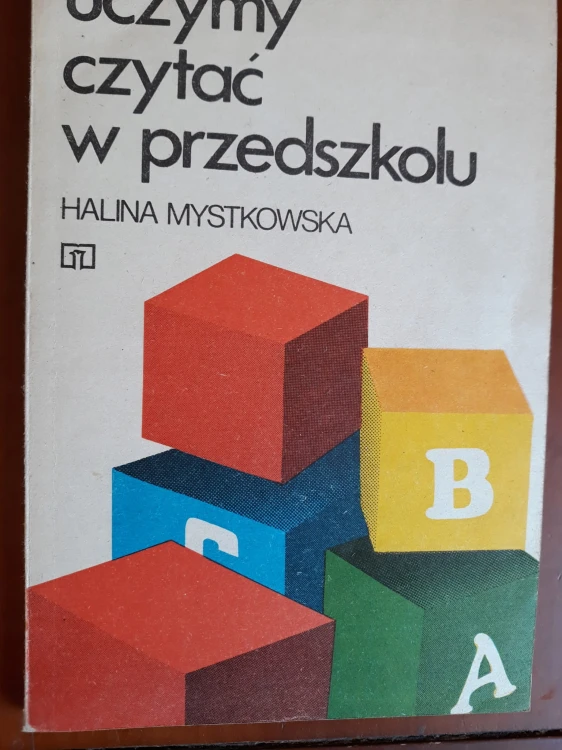 uczymy
czytać
w przedszkolu
HALINA MYSTKOWSKA
B
C
A